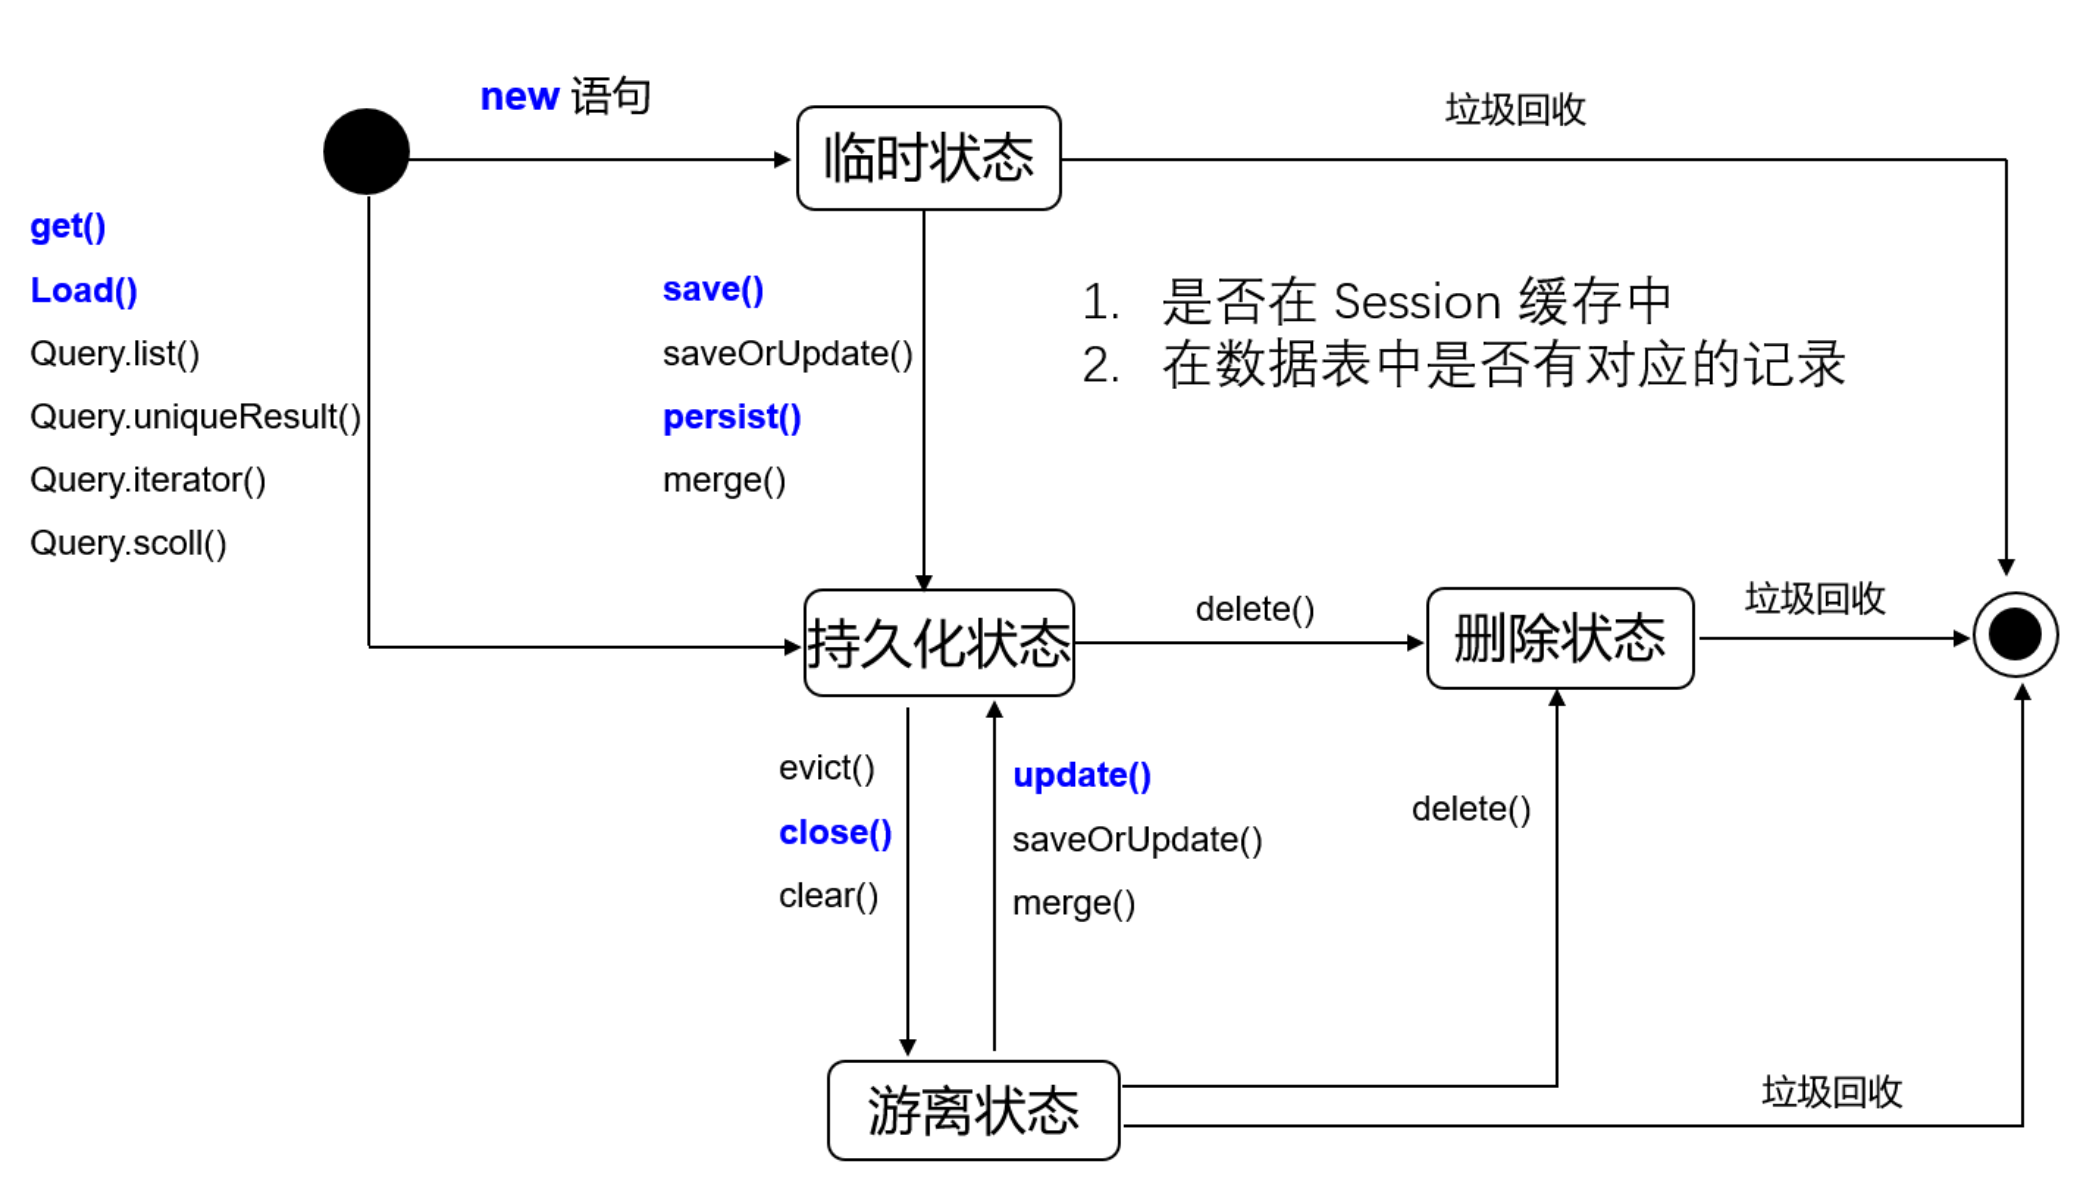 new 语句
临时状态
垃圾回收
get()
Load()
Query.list()
Query.uniqueResult()
Query.iterator()
Query.scoll()
save()
saveOrUpdate()
persist()
merge()
1. 是否在 Session 缓存中
2. 在数据表中是否有对应的记录
持久化状态
delete()
删除状态
垃圾回收
evict()
close()
clear()
update()
saveOrUpdate()
merge()
delete()
游离状态
垃圾回收